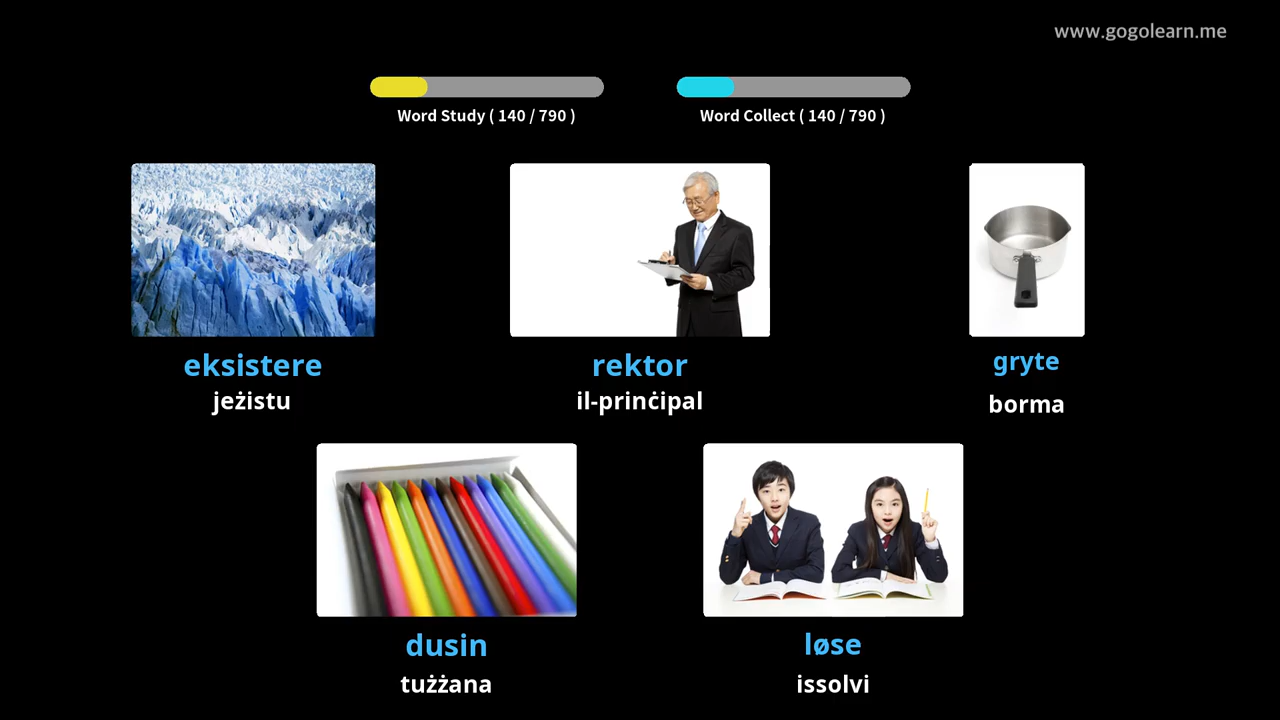 www.gogolearn.me
Word Study ( 140 / 790 )
Word Collect ( 140 / 790 )
eksistere
jeżistu
rektor
il-prinċipal
gryte
borma
dusin
tużżana
løse
issolvi